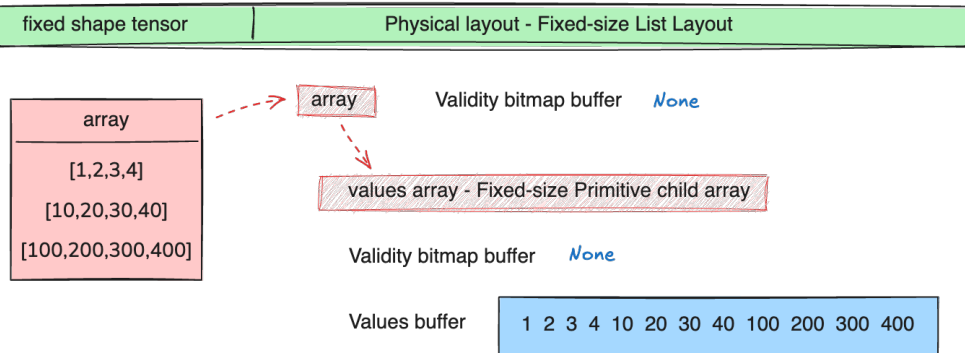 fixed shape tensor
Physical layout - Fixed-size List Layout
array
[1,2,3,4]
[10,20,30,40]
[100,200,300,400]
array
Validity bitmap buffer None
values array - Fixed-size Primitive child array
Validity bitmap buffer None
Values buffer
1 2 3 4 10 20 30 40 100 200 300 400